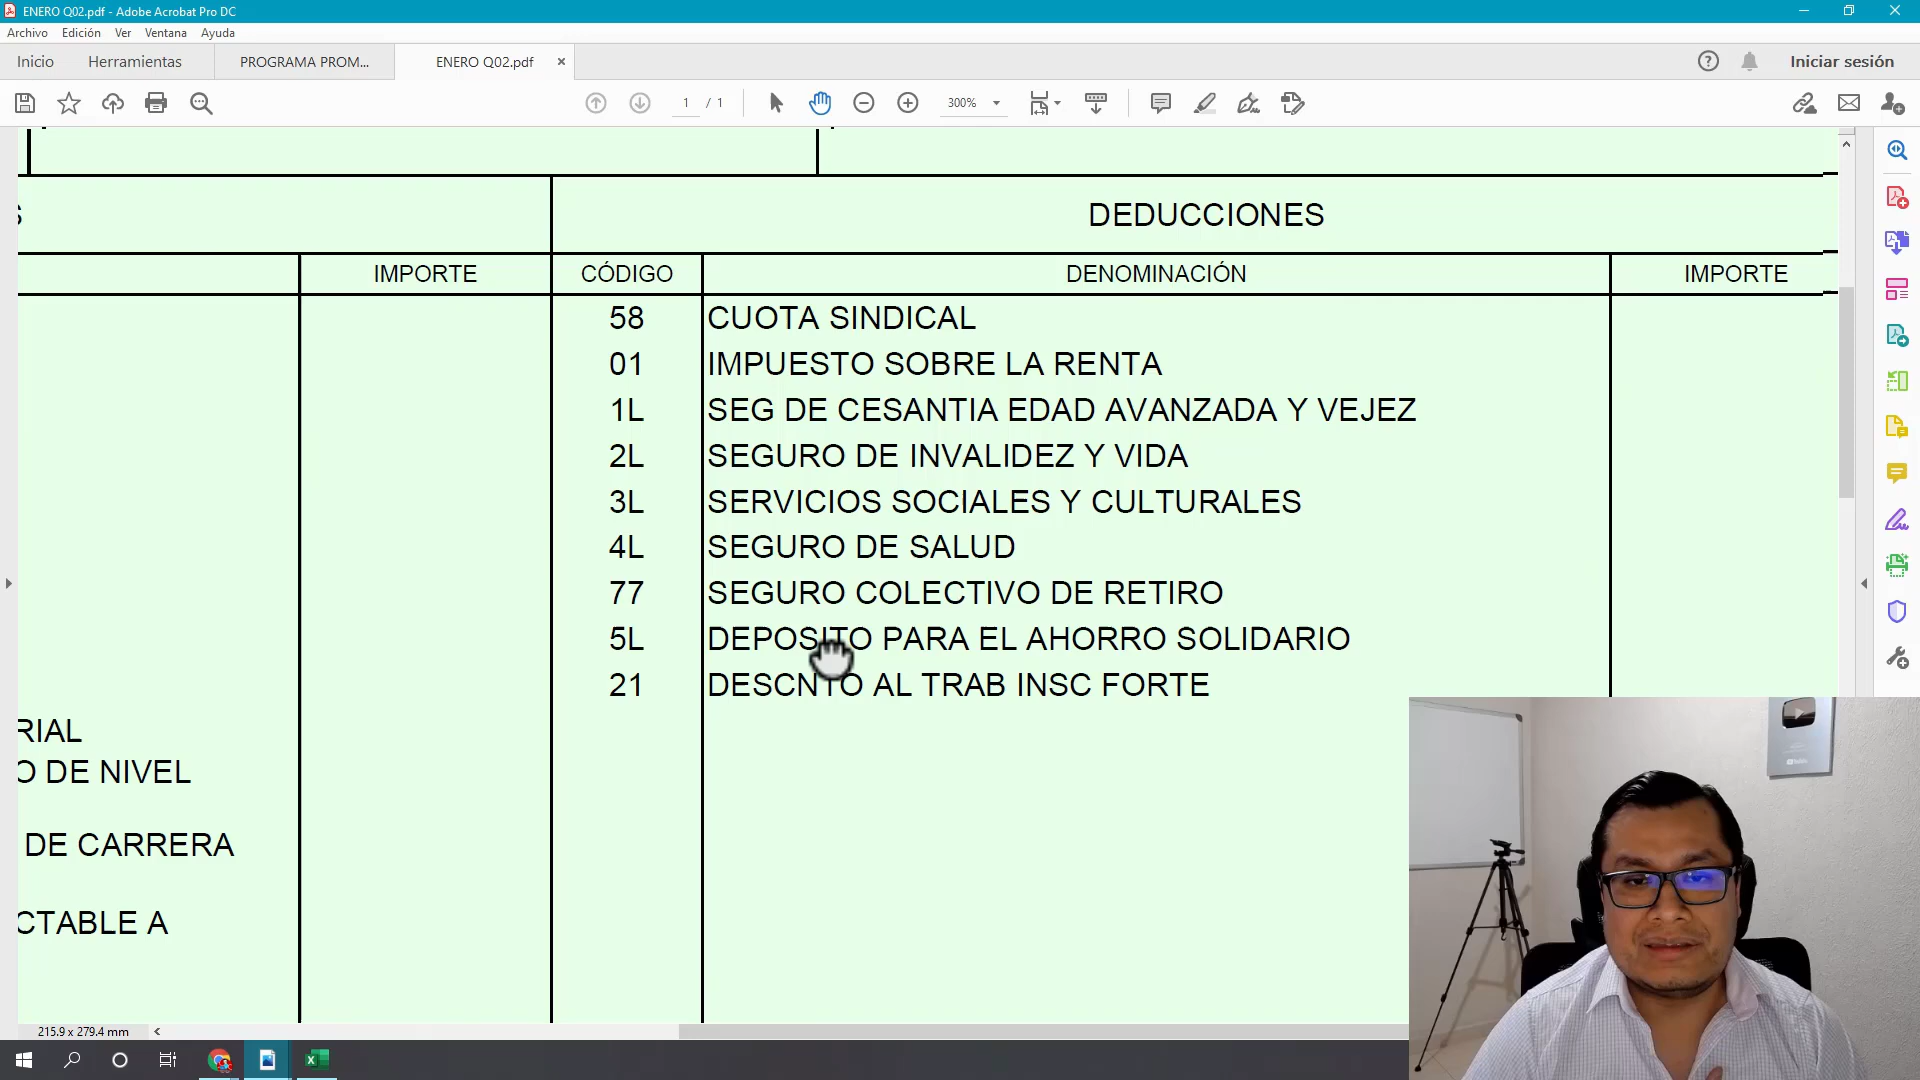 ENERO Q02.pdf - Adobe Acrobat Pro DC
Archivo Edición Ver Ventana Ayuda
Inicio Herramientas PROGRAMA PROM... ENERO Q02.pdf Iniciar sesión
1 / 1 300%
DEDUCCIONES
IMPORTE CÓDIGO DENOMINACIÓN IMPORTE
58 CUOTA SINDICAL
01 IMPUESTO SOBRE LA RENTA
1L SEG DE CESANTIA EDAD AVANZADA Y VEJEZ
2L SEGURO DE INVALIDEZ Y VIDA
3L SERVICIOS SOCIALES Y CULTURALES
4L SEGURO DE SALUD
77 SEGURO COLECTIVO DE RETIRO
5L DEPOSITO PARA EL AHORRO SOLIDARIO
21 DESCNTO AL TRAB INSC FORTE
RIAL
O DE NIVEL
DE CARRERA
CTABLE A
215.9 x 279.4 mm